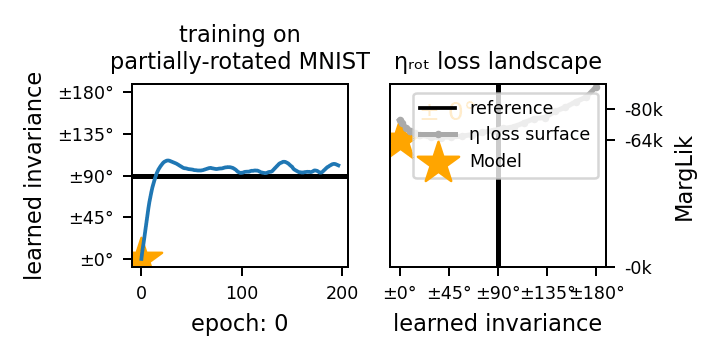 training on
partially-rotated MNIST
ηᵣₒₜ loss landscape
learned invariance
±180°
±135°
±90°
±45°
±0°
0
100
200
epoch: 0
± 0°
reference
η loss surface
Model
-80k
-64k
-0k
MargLik
±0°
±45°
±90°
±135°
±180°
learned invariance